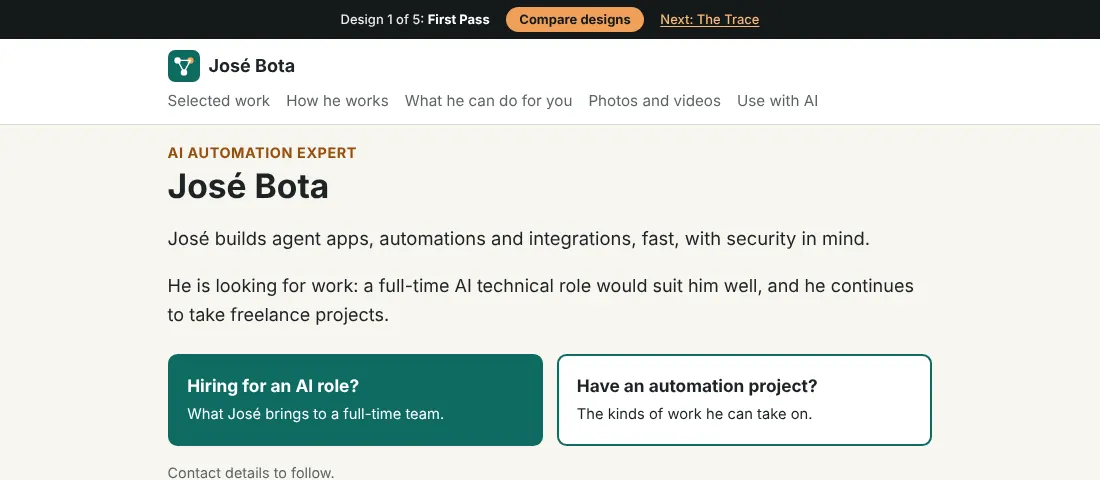 Design 1 of 5: First Pass
Compare designs
Next: The Trace
José Bota
Selected work
How he works
What he can do for you
Photos and videos
Use with AI
AI AUTOMATION EXPERT
José Bota
José builds agent apps, automations and integrations, fast, with security in mind.
He is looking for work: a full-time AI technical role would suit him well, and he continues
to take freelance projects.
Hiring for an AI role?
What José brings to a full-time team.
Have an automation project?
The kinds of work he can take on.
Contact details to follow.